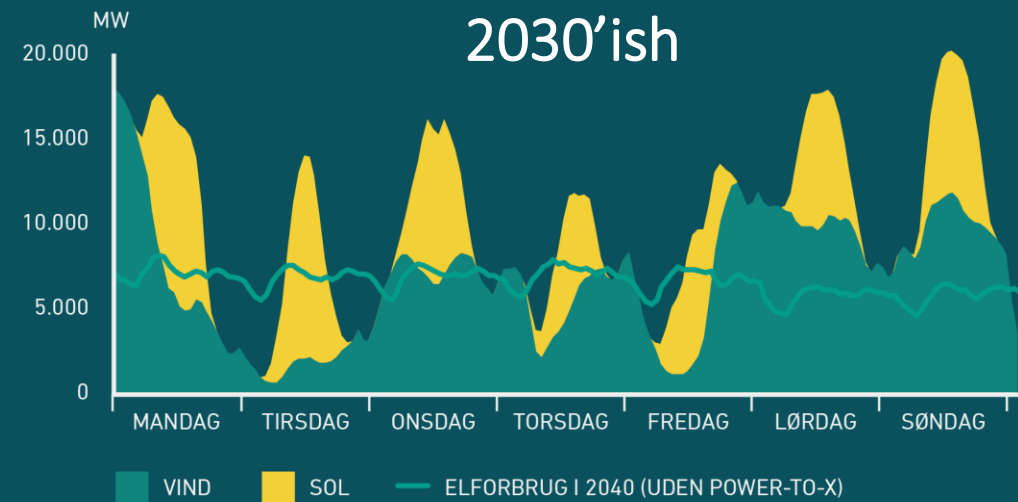 MW
2030'ish
20.000
15.000
10.000
5.000
0
MANDAG TIRSDAG ONSDAG TORSDAG FREDAG LØRDAG SØNDAG
VIND SOL ELFORBRUG I 2040 (UDEN POWER-TO-X)